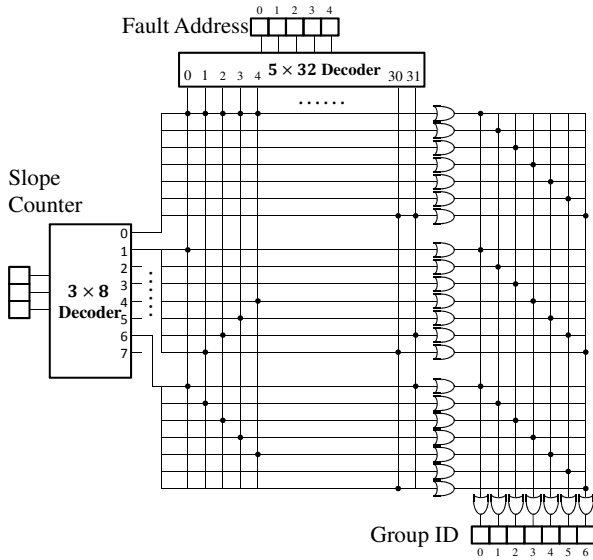 0 1 2 3 4
Fault Address
5 × 32 Decoder
0 1 2 3 4 30 31
......
Slope
Counter
0
1
2
3
4
5
6
7
3 × 8
Decoder
Group ID
0 1 2 3 4 5 6